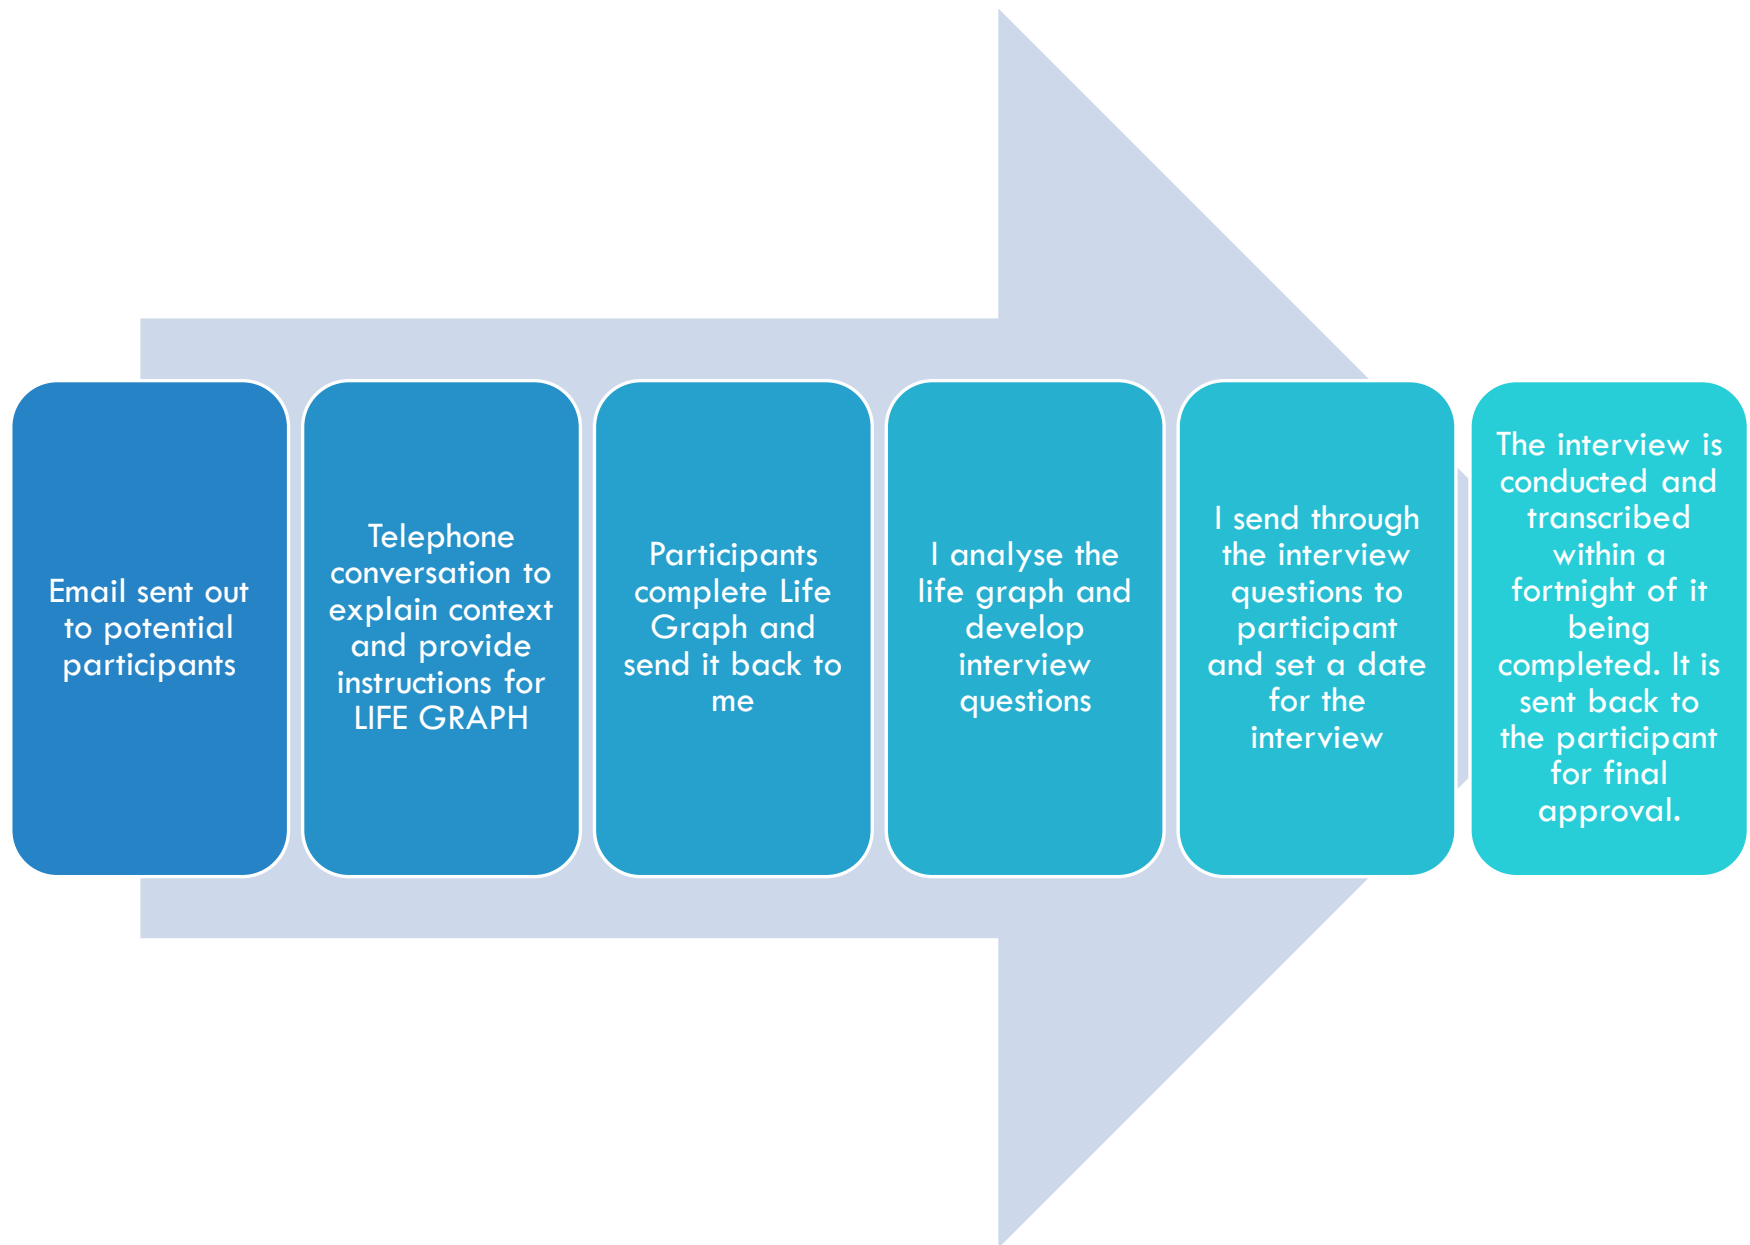 Email sent out
to potential
participants
Telephone
conversation to
explain context
and provide
instructions for
LIFE GRAPH
Participants
complete Life
Graph and
send it back to
me
I analyse the
life graph and
develop
interview
questions
I send through
the interview
questions to
participant
and set a date
for the
interview
The interview is
conducted and
transcribed
within a
fortnight of it
being
completed. It is
sent back to
the participant
for final
approval.